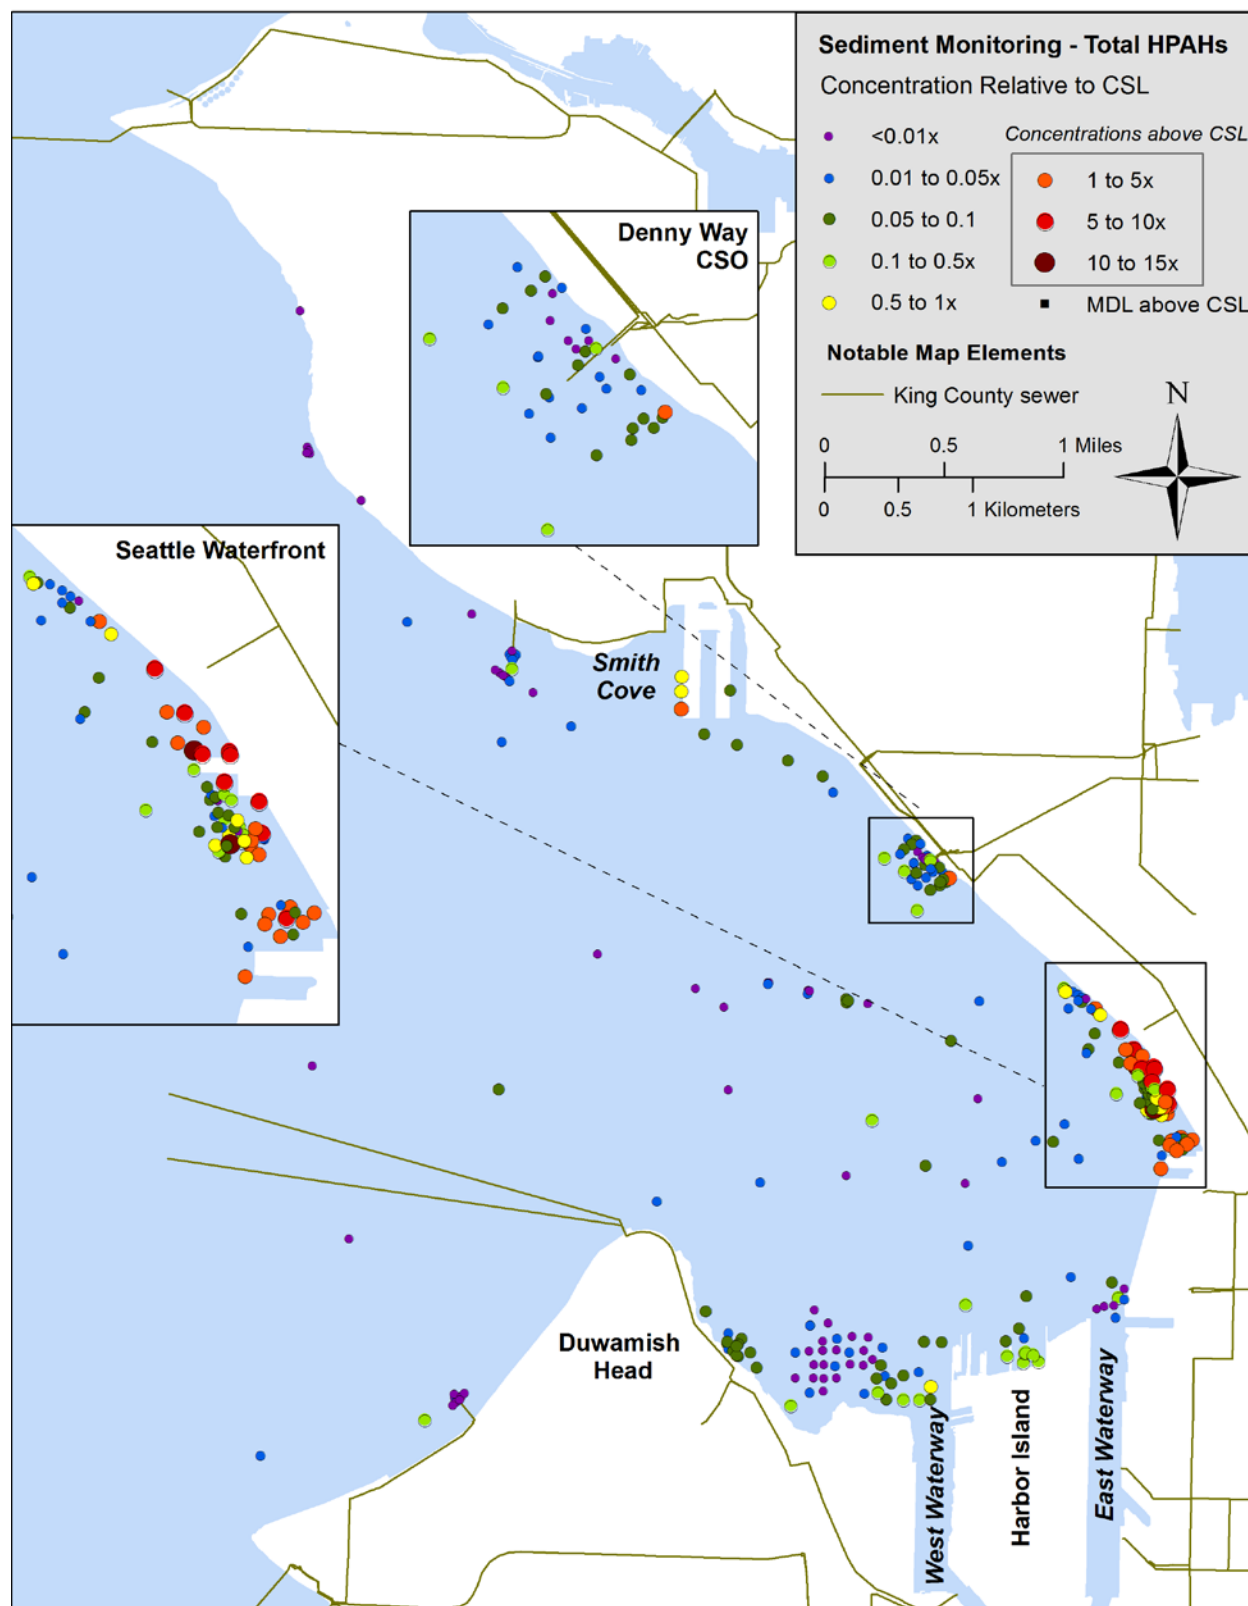 Sediment Monitoring - Total HPAHs
Concentration Relative to CSL
<0.01x
0.01 to 0.05x
0.05 to 0.1
0.1 to 0.5x
0.5 to 1x
Concentrations above CSL
1 to 5x
5 to 10x
10 to 15x
MDL above CSL
Notable Map Elements
King County sewer
N
0 0.5 1 Miles
0 0.5 1 Kilometers
Denny Way
CSO
Seattle Waterfront
Smith
Cove
Duwamish
Head
West Waterway
Harbor Island
East Waterway